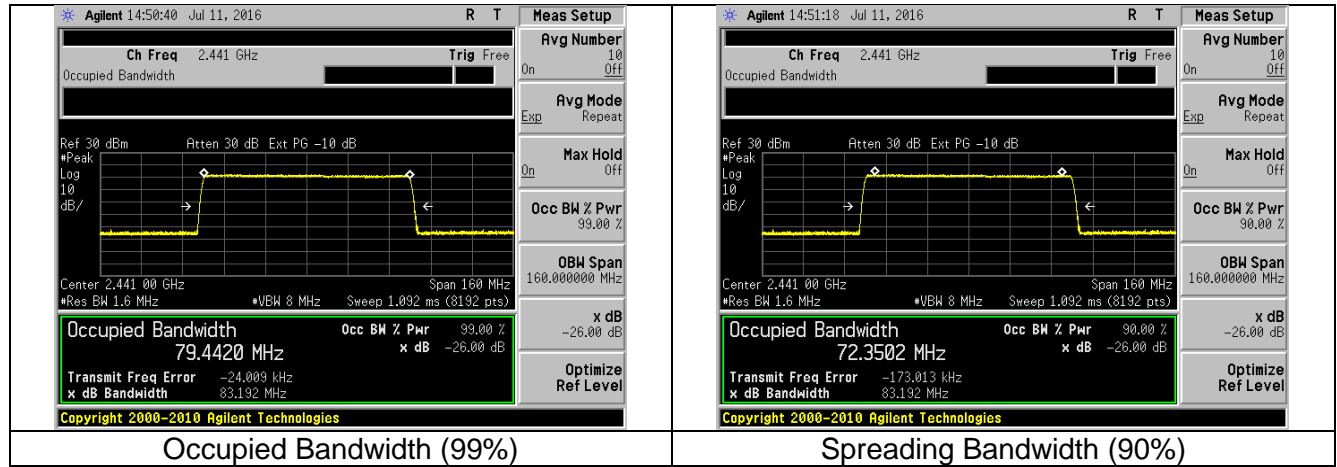 Agilent 14:50:40 Jul 11, 2016 R T
Meas Setup
Ch Freq 2.441 GHz Trig Free
Occupied Bandwidth
Avg Number
10
On Off
Avg Mode
Exp Repeat
Ref 30 dBm Atten 30 dB Ext PG -10 dB
#Peak
Log
10
dB/
Max Hold
On Off
Occ BW % Pwr
99.00 %
OBW Span
160.000000 MHz
Center 2.441 00 GHz Span 160 MHz
#Res BW 1.6 MHz #VBW 8 MHz Sweep 1.092 ms (8192 pts)
x dB
-26.00 dB
Occupied Bandwidth Occ BW % Pwr 99.00 %
79.4420 MHz x dB -26.00 dB
Transmit Freq Error -24.009 kHz
x dB Bandwidth 83.192 MHz
Optimize
Ref Level
Copyright 2000-2010 Agilent Technologies
Occupied Bandwidth (99%)
Agilent 14:51:18 Jul 11, 2016 R T
Meas Setup
Ch Freq 2.441 GHz Trig Free
Occupied Bandwidth
Avg Number
10
On Off
Avg Mode
Exp Repeat
Ref 30 dBm Atten 30 dB Ext PG -10 dB
#Peak
Log
10
dB/
Max Hold
On Off
Occ BW % Pwr
90.00 %
OBW Span
160.000000 MHz
Center 2.441 00 GHz Span 160 MHz
#Res BW 1.6 MHz #VBW 8 MHz Sweep 1.092 ms (8192 pts)
x dB
-26.00 dB
Occupied Bandwidth Occ BW % Pwr 90.00 %
72.3502 MHz x dB -26.00 dB
Transmit Freq Error -173.013 kHz
x dB Bandwidth 83.192 MHz
Optimize
Ref Level
Copyright 2000-2010 Agilent Technologies
Spreading Bandwidth (90%)